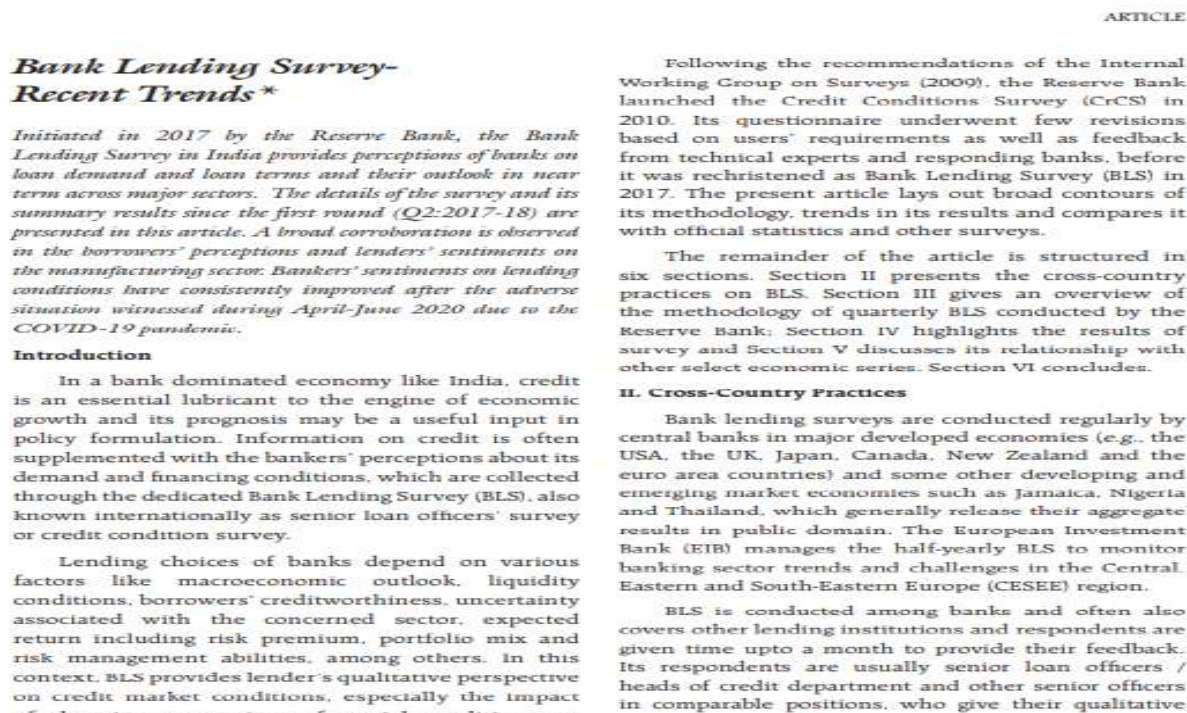 ARTICLE
Bank Lending Survey-
Recent Trends*
Initiated in 2017 by the Reserve Bank, the Bank
Lending Survey in India provides perceptions of banks on
loan demand and loan terms and their outlook in near
term across major sectors. The details of the survey and its
summary results since the first round (Q2:2017-18) are
presented in this article. A broad corroboration is observed
in the borrowers' perceptions and lenders' sentiments on
the manufacturing sector. Bankers' sentiments on lending
conditions have consistently improved after the adverse
situation witnessed during April-June 2020 due to the
COVID-19 pandemic.
Introduction
In a bank dominated economy like India, credit
is an essential lubricant to the engine of economic
growth and its prognosis may be a useful input in
policy formulation. Information on credit is often
supplemented with the bankers' perceptions about its
demand and financing conditions, which are collected
through the dedicated Bank Lending Survey (BLS), also
known internationally as senior loan officers' survey
or credit condition survey.
Lending choices of banks depend on various
factors like macroeconomic outlook, liquidity
conditions, borrowers' creditworthiness, uncertainty
associated with the concerned sector, expected
return including risk premium, portfolio mix and
risk management abilities, among others. In this
context, BLS provides lender's qualitative perspective
on credit market conditions, especially the impact
Following the recommendations of the Internal
Working Group on Surveys (2009), the Reserve Bank
launched the Credit Conditions Survey (CrCS) in
2010. Its questionnaire underwent few revisions
based on users' requirements as well as feedback
from technical experts and responding banks, before
it was rechristened as Bank Lending Survey (BLS) in
2017. The present article lays out broad contours of
its methodology, trends in its results and compares it
with official statistics and other surveys.
The remainder of the article is structured in
six sections. Section II presents the cross-country
practices on BLS. Section III gives an overview of
the methodology of quarterly BLS conducted by the
Reserve Bank; Section IV highlights the results of
survey and Section V discusses its relationship with
other select economic series. Section VI concludes.
II. Cross-Country Practices
Bank lending surveys are conducted regularly by
central banks in major developed economies (e.g., the
USA, the UK, Japan, Canada, New Zealand and the
euro area countries) and some other developing and
emerging market economies such as Jamaica, Nigeria
and Thailand, which generally release their aggregate
results in public domain. The European Investment
Bank (EIB) manages the half-yearly BLS to monitor
banking sector trends and challenges in the Central,
Eastern and South-Eastern Europe (CESEE) region.
BLS is conducted among banks and often also
covers other lending institutions and respondents are
given time upto a month to provide their feedback.
Its respondents are usually senior loan officers /
heads of credit department and other senior officers
in comparable positions, who give their qualitative